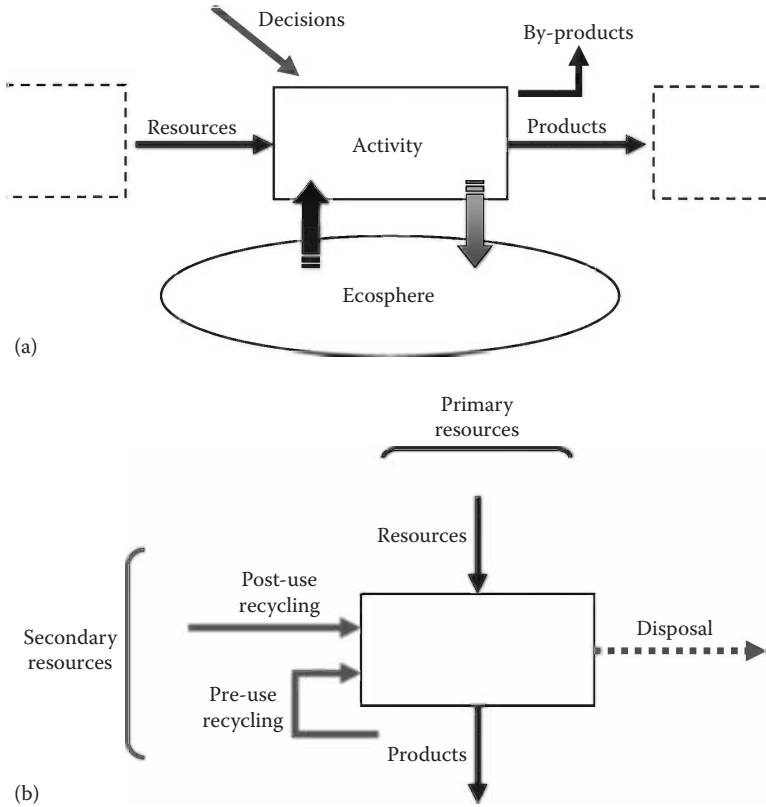 Decisions
By-products
Resources
Activity
Products
Ecosphere
(a)
Primary
resources
Resources
Post-use
recycling
Disposal
Secondary
resources
Pre-use
recycling
Products
(b)